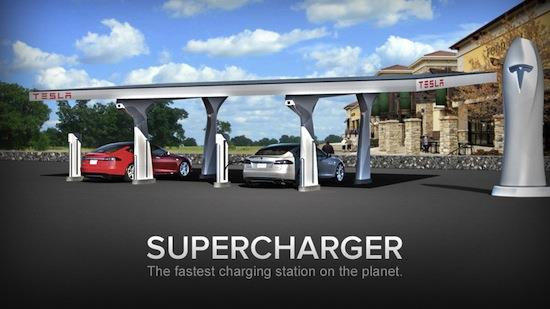 TESLA
TESLA
SUPERCHARGER
The fastest charging station on the planet.